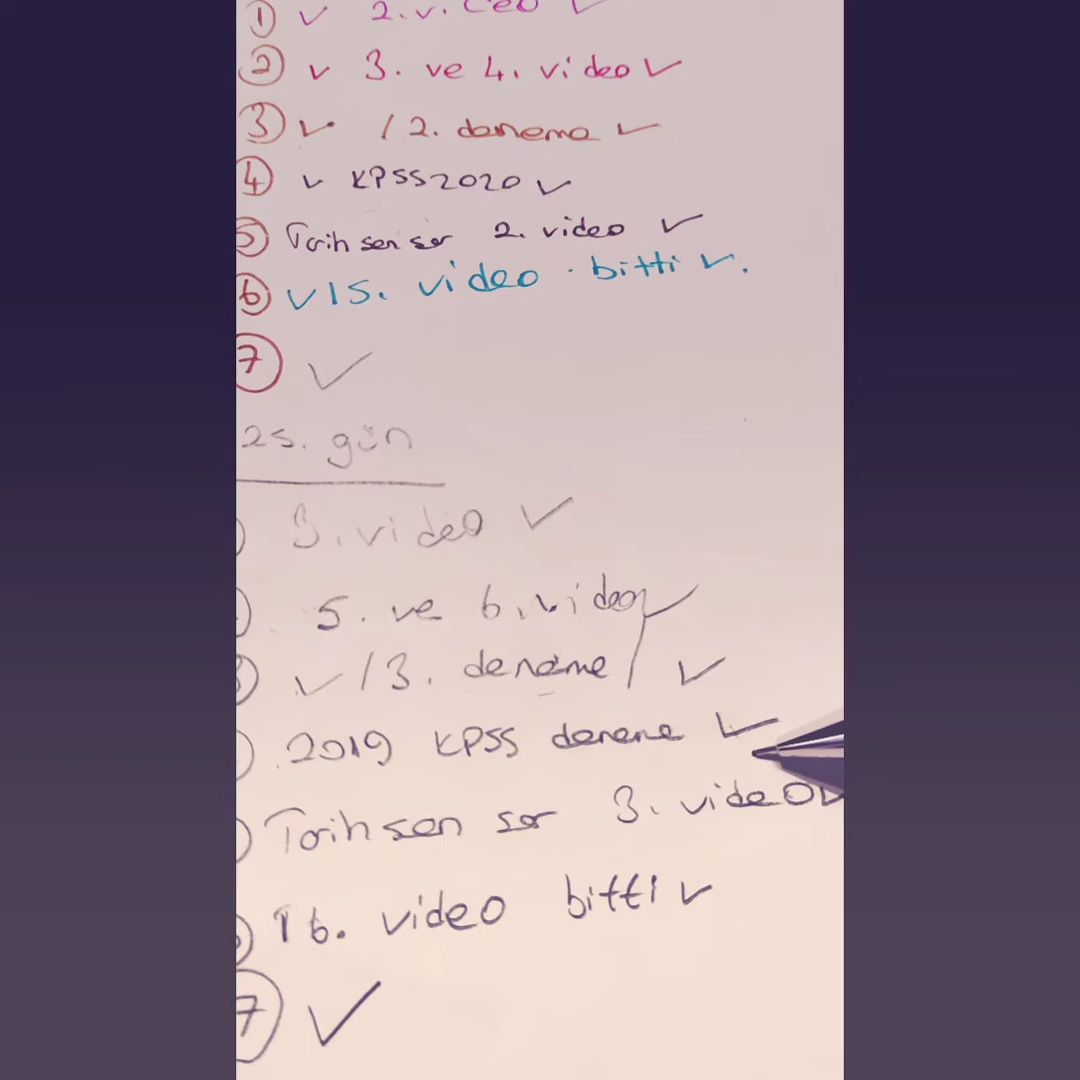 ① ✓ 2. video ✓
② ✓ 3. ve 4. video ✓
③ ✓ 12. deneme ✓
④ ✓ KPSS2020 ✓
⑤ Tarih sen sor 2. video ✓
⑥ ✓ 15. video bitti ✓.
⑦ ✓
25. gün
3. video ✓
5. ve 6. video ✓
✓ 13. deneme ✓
2019 KPSS deneme ✓
Tarih sen sor 3. video ✓
16. video bitti ✓
⑦ ✓